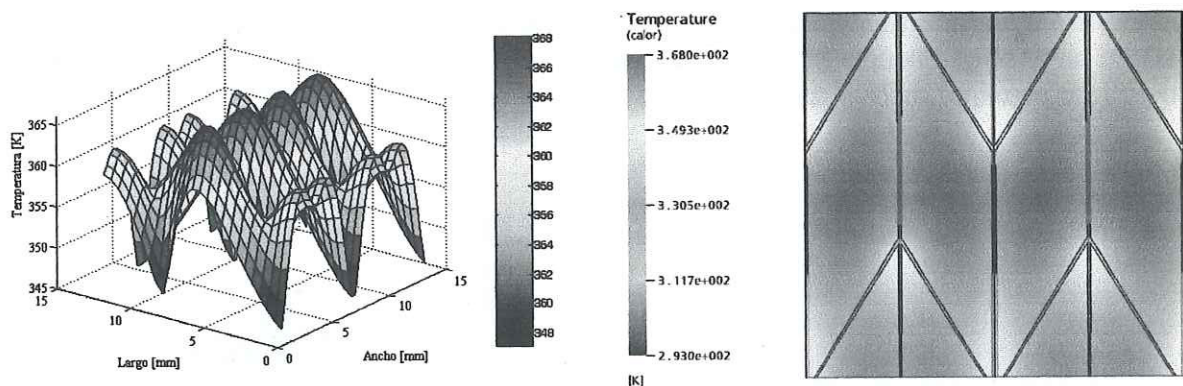 Temperatura [K]
365
360
355
350
345
15
10
5
0
Largo [mm]
0
5
10
15
Ancho [mm]
368
366
364
362
360
358
356
364
362
360
348
Temperature
(calor)
3.680e+002
3.493e+002
3.305e+002
3.117e+002
2.930e+002
[K]